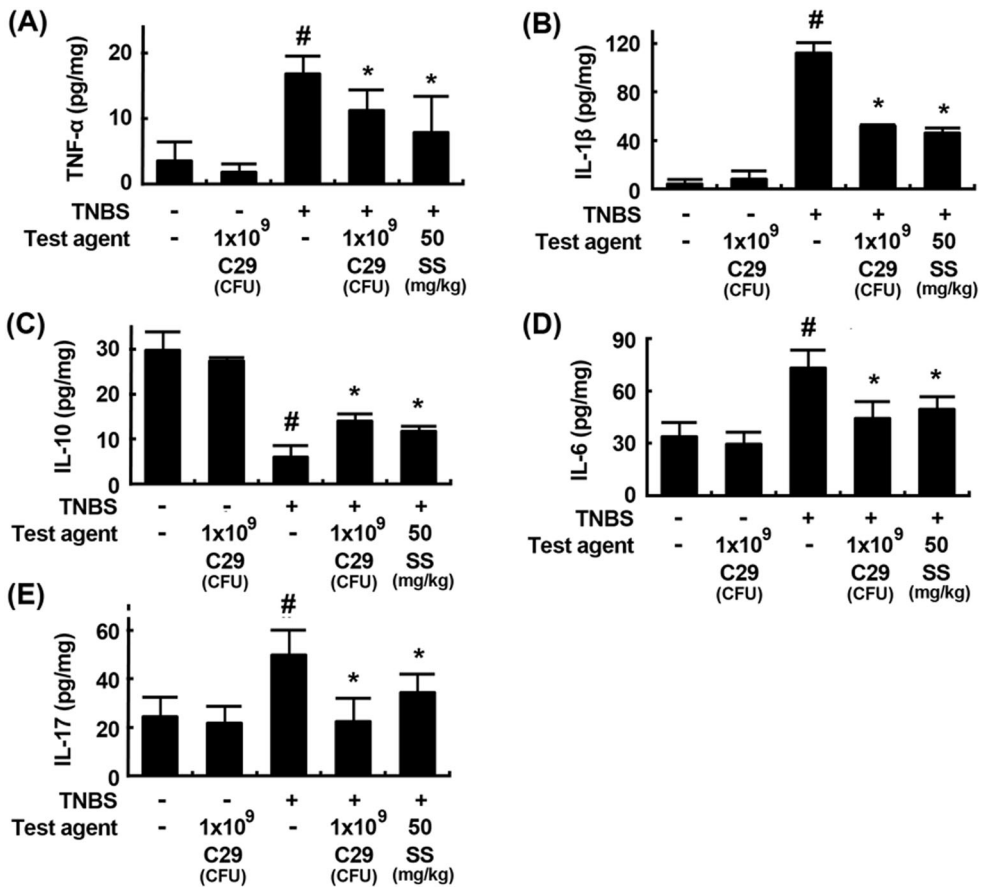 (A)
TNF-α (pg/mg)
20
10
0
# * *
TNBS - - + + +
Test agent - 1x10⁹ - 1x10⁹ 50
C29 C29 SS
(CFU) (CFU) (mg/kg)
(B)
IL-1β (pg/mg)
120
80
40
0
# * *
TNBS - - + + +
Test agent - 1x10⁹ - 1x10⁹ 50
C29 C29 SS
(CFU) (CFU) (mg/kg)
(C)
IL-10 (pg/mg)
30
20
10
0
# * *
TNBS - - + + +
Test agent - 1x10⁹ - 1x10⁹ 50
C29 C29 SS
(CFU) (CFU) (mg/kg)
(D)
IL-6 (pg/mg)
90
60
30
0
# * *
TNBS - - + + +
Test agent - 1x10⁹ - 1x10⁹ 50
C29 C29 SS
(CFU) (CFU) (mg/kg)
(E)
IL-17 (pg/mg)
60
40
20
0
# * *
TNBS - - + + +
Test agent - 1x10⁹ - 1x10⁹ 50
C29 C29 SS
(CFU) (CFU) (mg/kg)